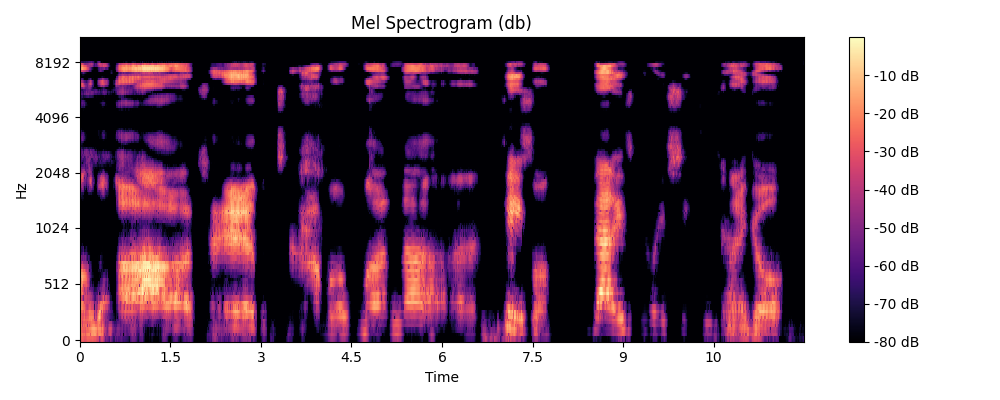 Mel Spectrogram (db)
8192
4096
2048
1024
512
0
Hz
0 1.5 3 4.5 6 7.5 9 10
Time
-10 dB
-20 dB
-30 dB
-40 dB
-50 dB
-60 dB
-70 dB
-80 dB